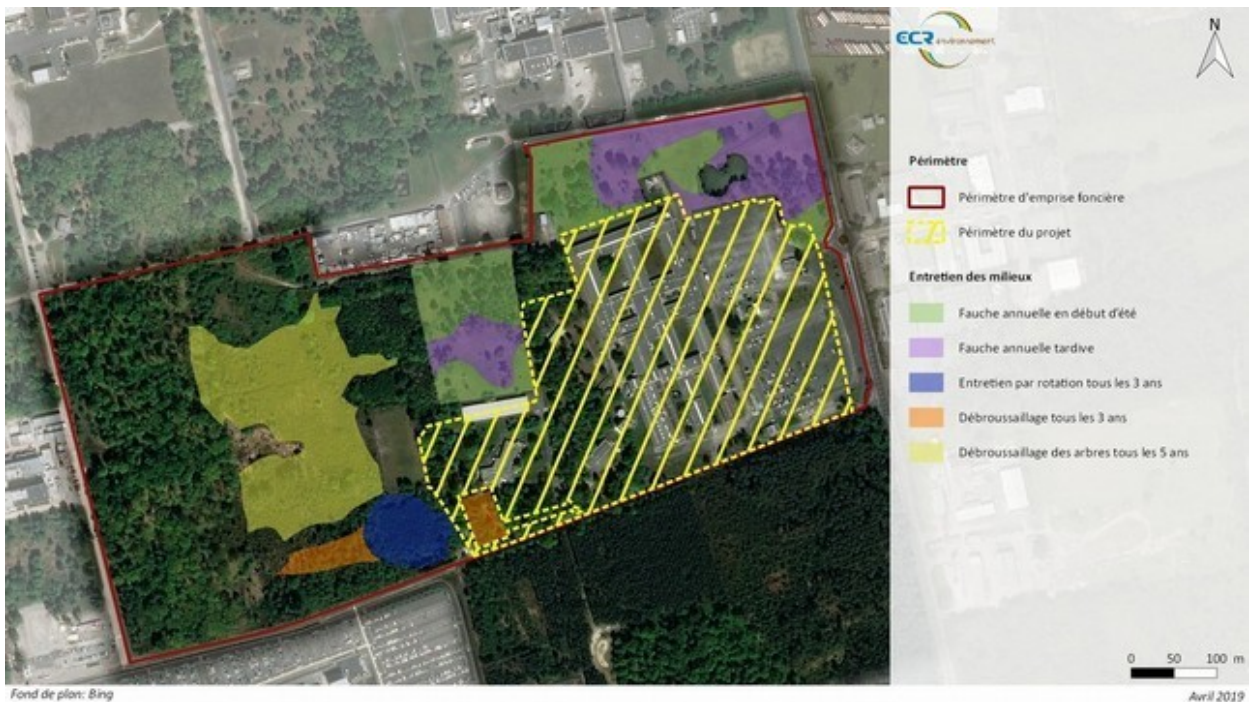 ECR environnement
N
Périmètre
Périmètre d'emprise foncière
Périmètre du projet
Entretien des milieux
Fauche annuelle en début d'été
Fauche annuelle tardive
Entretien par rotation tous les 3 ans
Débroussaillage tous les 3 ans
Débroussaillage des arbres tous les 5 ans
0 50 100 m
Fond de plan: Bing
Avril 2019